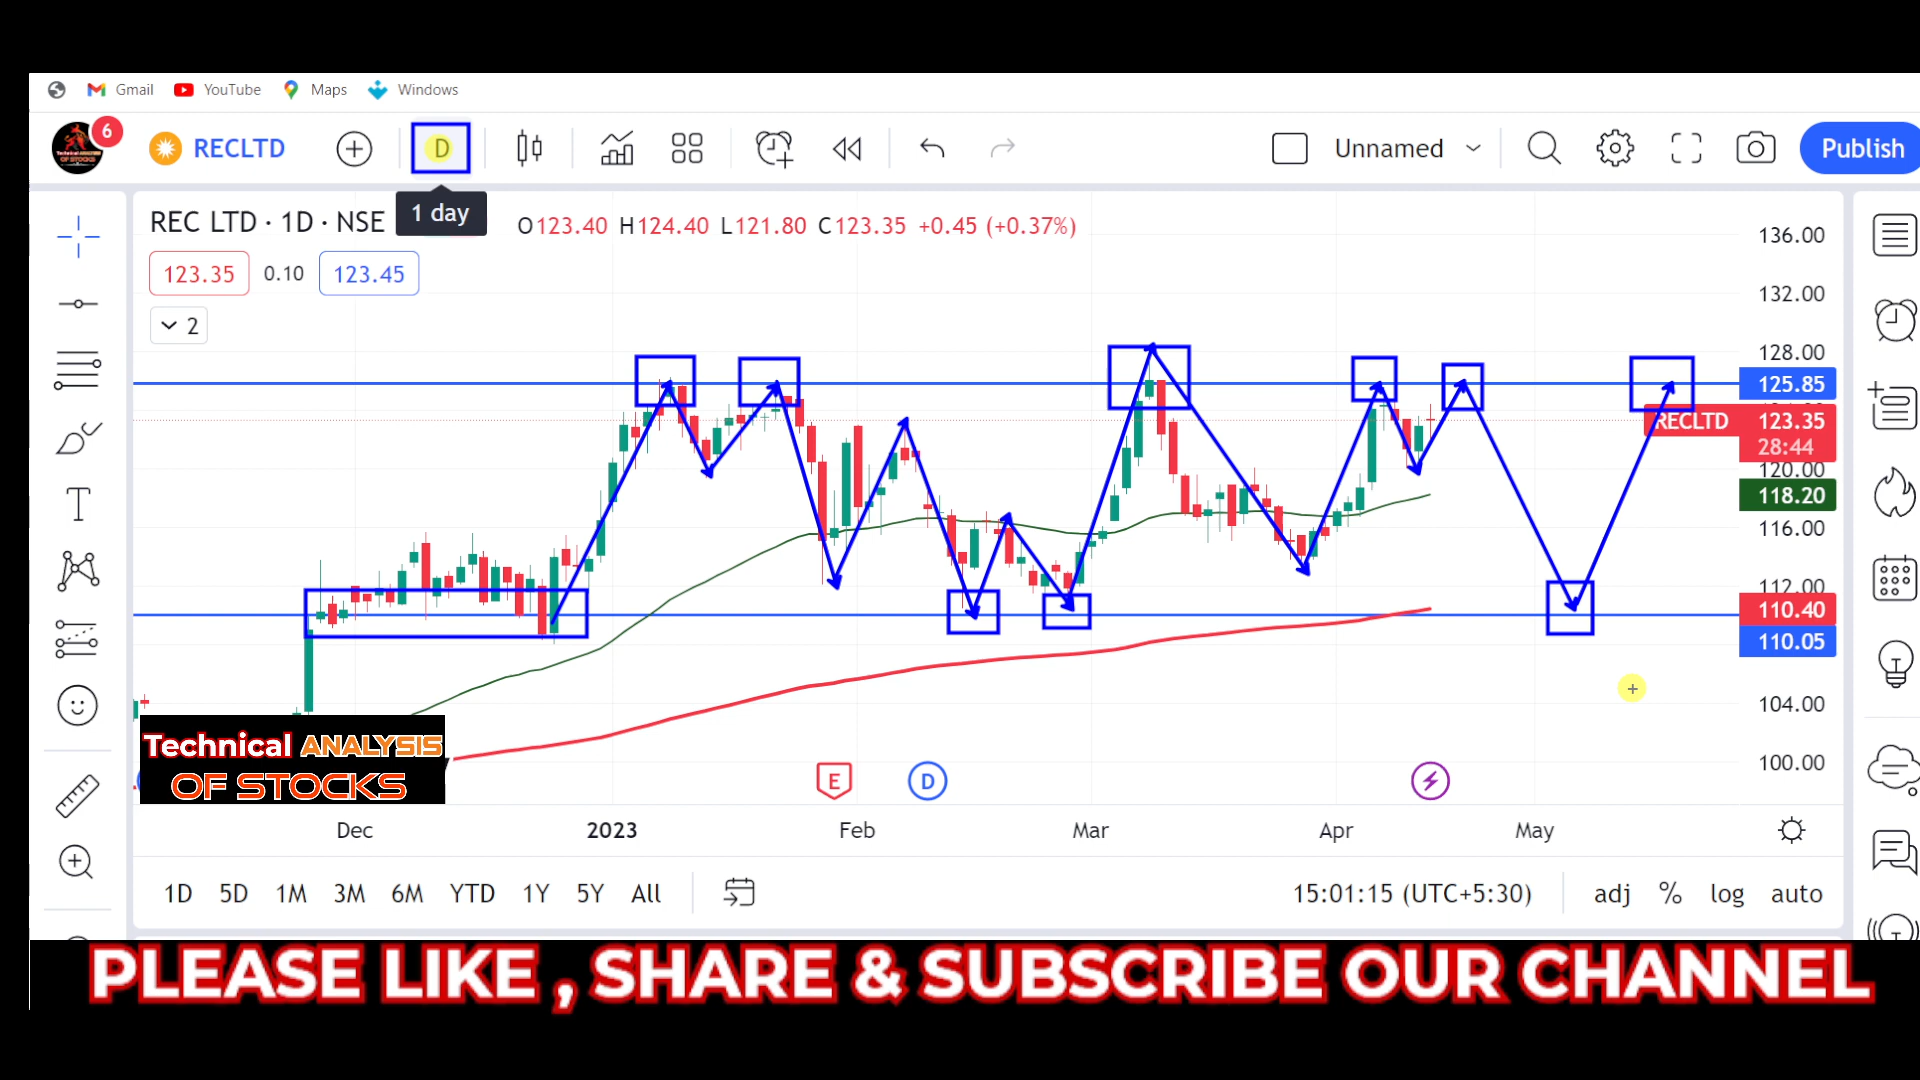 Gmail YouTube Maps Windows
6 RECLTD D Unnamed Publish
1 day
REC LTD · 1D · NSE O123.40 H124.40 L121.80 C123.35 +0.45 (+0.37%)
123.35 0.10 123.45
2
136.00
132.00
128.00
125.85
RECLTD 123.35
28:44
120.00
118.20
116.00
112.00
110.40
110.05
104.00
100.00
Technical ANALYSIS
OF STOCKS
E D
Dec 2023 Feb Mar Apr May
1D 5D 1M 3M 6M YTD 1Y 5Y All 15:01:15 (UTC+5:30) adj % log auto
PLEASE LIKE , SHARE & SUBSCRIBE OUR CHANNEL